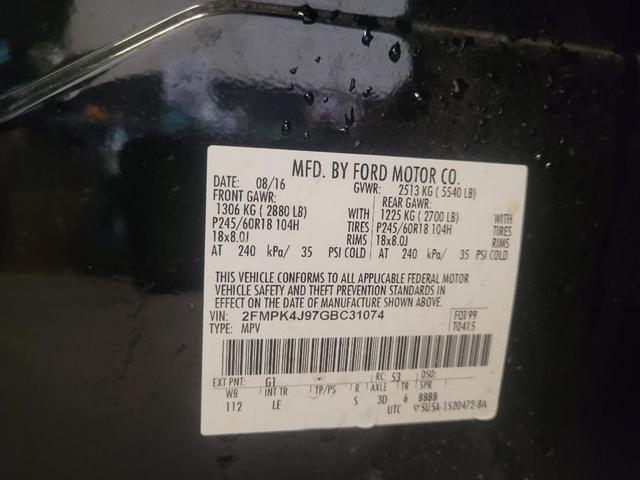 MFD. BY FORD MOTOR CO.
DATE: 08/16 GVWR: 2513 KG ( 5540 LB)
FRONT GAWR: REAR GAWR:
1306 KG ( 2880 LB) WITH 1225 KG ( 2700 LB) WITH
P245/60R18 104H TIRES P245/60R18 104H TIRES
18x8.0J RIMS 18x8.0J RIMS
AT 240 kPa/ 35 PSI COLD AT 240 kPa/ 35 PSI COLD
THIS VEHICLE CONFORMS TO ALL APPLICABLE FEDERAL MOTOR
VEHICLE SAFETY AND THEFT PREVENTION STANDARDS IN
EFFECT ON THE DATE OF MANUFACTURE SHOWN ABOVE.
VIN: 2FMPK4J97GBC31074 F0199
TYPE: MPV T0415
EXT PNT: G1 RC: 53 DSO:
WB INT TR TP/PS R AXLE TR SPR
112 LE S 3D 6 BBBB
UTC 5U5A-1520472-BA